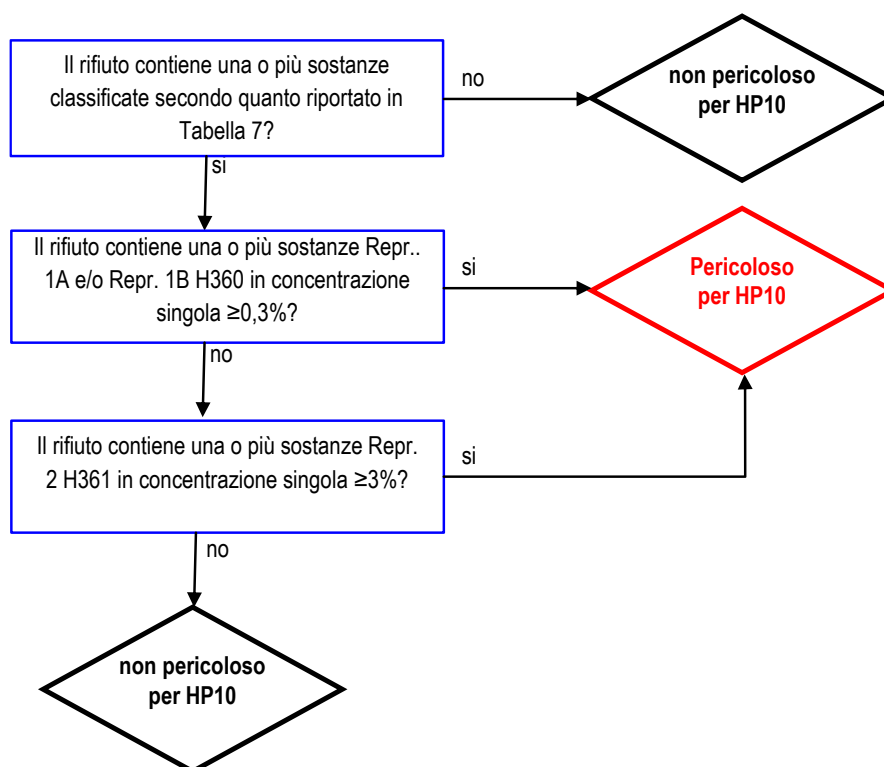 Il rifiuto contiene una o più sostanze
classificate secondo quanto riportato in
Tabella 7?
no
non pericoloso
per HP10
si
Il rifiuto contiene una o più sostanze Repr..
1A e/o Repr. 1B H360 in concentrazione
singola ≥0,3%?
si
Pericoloso
per HP10
no
Il rifiuto contiene una o più sostanze Repr.
2 H361 in concentrazione singola ≥3%?
si
no
non pericoloso
per HP10